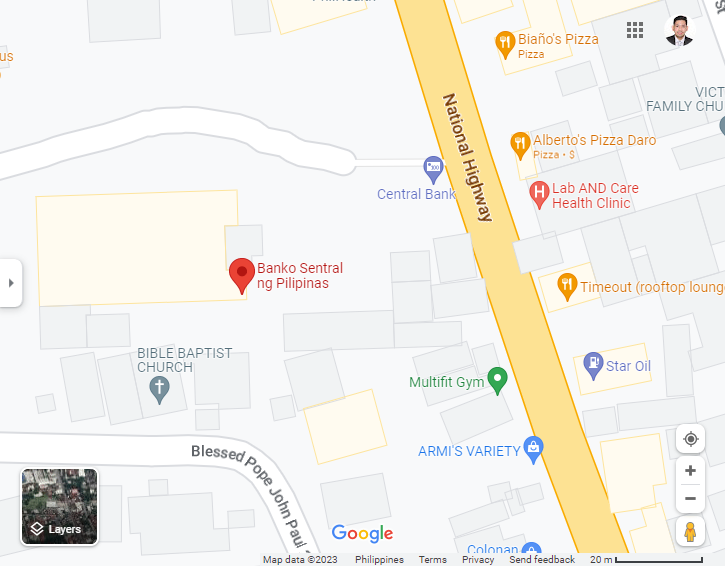 Biaño's Pizza
Pizza
us
VICT
FAMILY CHU
National Highway
Alberto's Pizza Daro
Pizza • $
Central Bank
Lab AND Care
Health Clinic
Banko Sentral
ng Pilipinas
Timeout (rooftop loung
BIBLE BAPTIST
CHURCH
Star Oil
Multifit Gym
ARMI'S VARIETY
Blessed Pope John Paul
Layers
Google
Colonan
Map data ©2023 Philippines Terms Privacy Send feedback 20 m